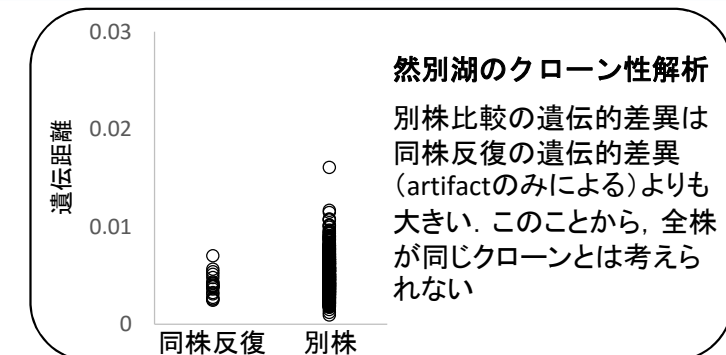 0.03
0.02
0.01
0
遺伝距離
同株反復
別株
然別湖のクローン性解析
別株比較の遺伝的差異は
同株反復の遺伝的差異
（artifactのみによる）よりも
大きい．このことから，全株
が同じクローンとは考えら
れない